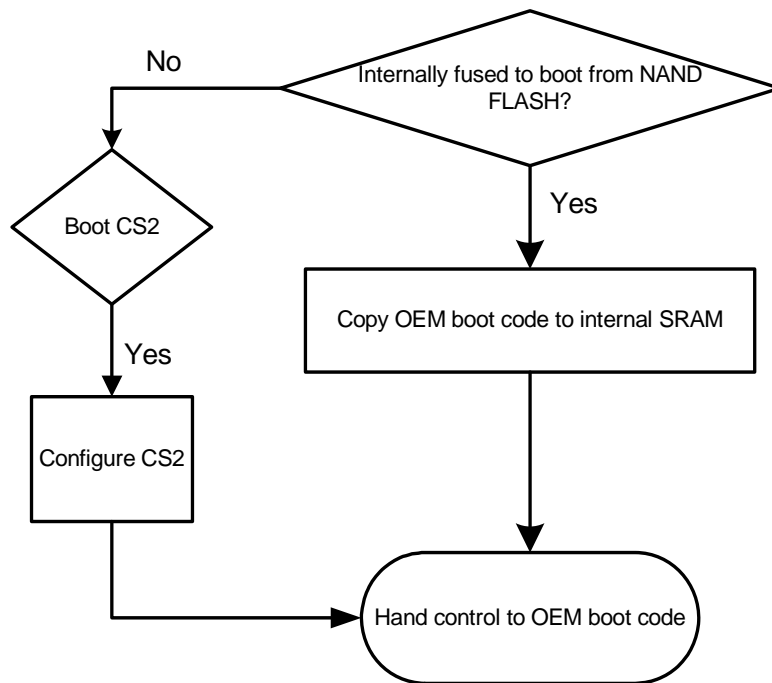 No
Internally fused to boot from NAND
FLASH?
Boot CS2
Yes
Copy OEM boot code to internal SRAM
Yes
Configure CS2
Hand control to OEM boot code